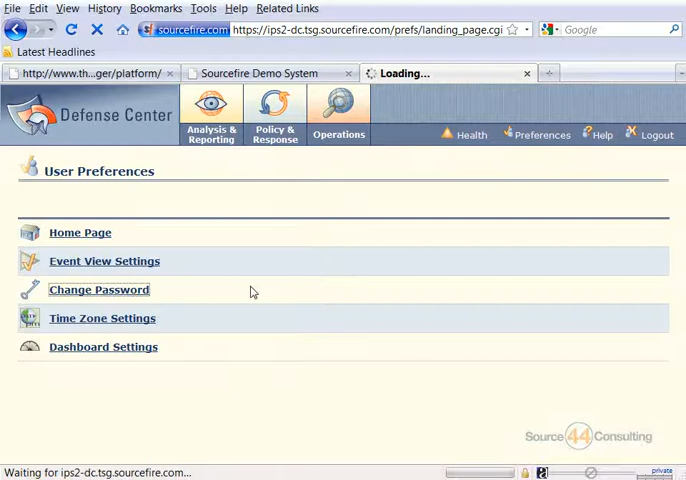 File Edit View History Bookmarks Tools Help Related Links
sourcefire.com https://ips2-dc.tsg.sourcefire.com/prefs/landing_page.cgi Google
Latest Headlines
http://www.th...ger/platform/ Sourcefire Demo System Loading...
Defense Center
Analysis & Reporting
Policy & Response
Operations
Health Preferences Help Logout
User Preferences
Home Page
Event View Settings
Change Password
Time Zone Settings
Dashboard Settings
Source 44 Consulting
Waiting for ips2-dc.tsg.sourcefire.com...
private